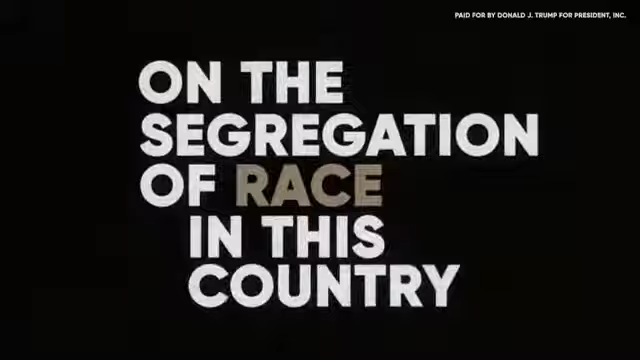 PAID FOR BY DONALD J. TRUMP FOR PRESIDENT, INC.
ON THE
SEGREGATION
OF RACE
IN THIS
COUNTRY